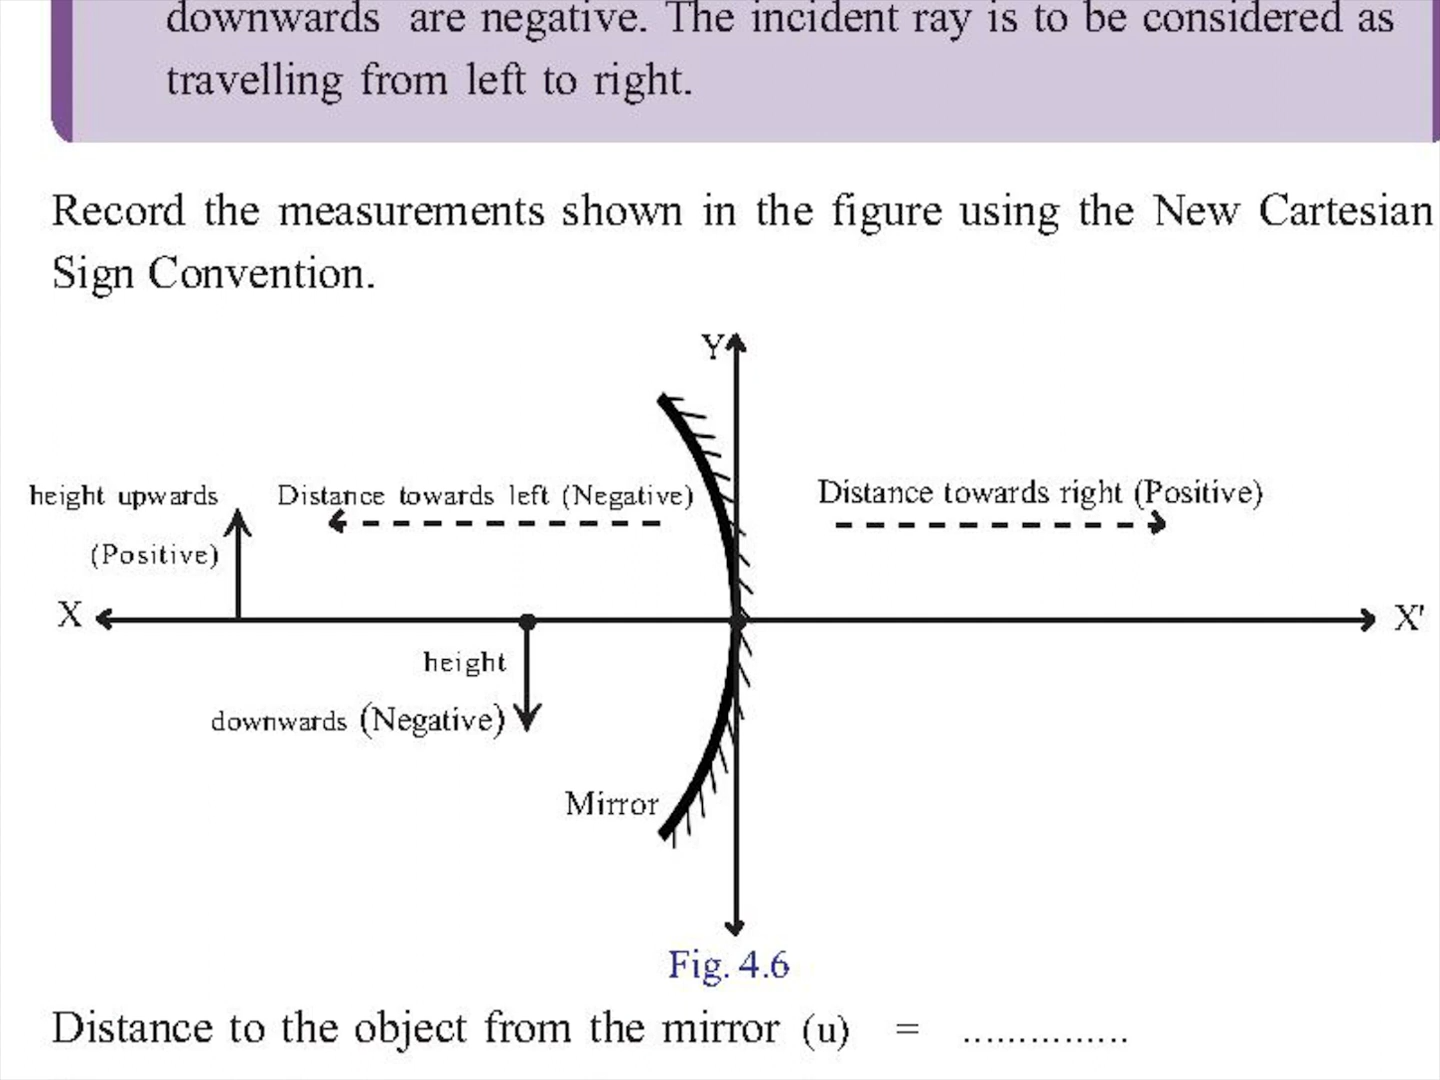 downwards are negative. The incident ray is to be considered as
travelling from left to right.
Record the measurements shown in the figure using the New Cartesian
Sign Convention.
Y
height upwards
(Positive)
Distance towards left (Negative)
Distance towards right (Positive)
X
X'
height
downwards (Negative)
Mirror
Fig. 4.6
Distance to the object from the mirror (u) = ...............